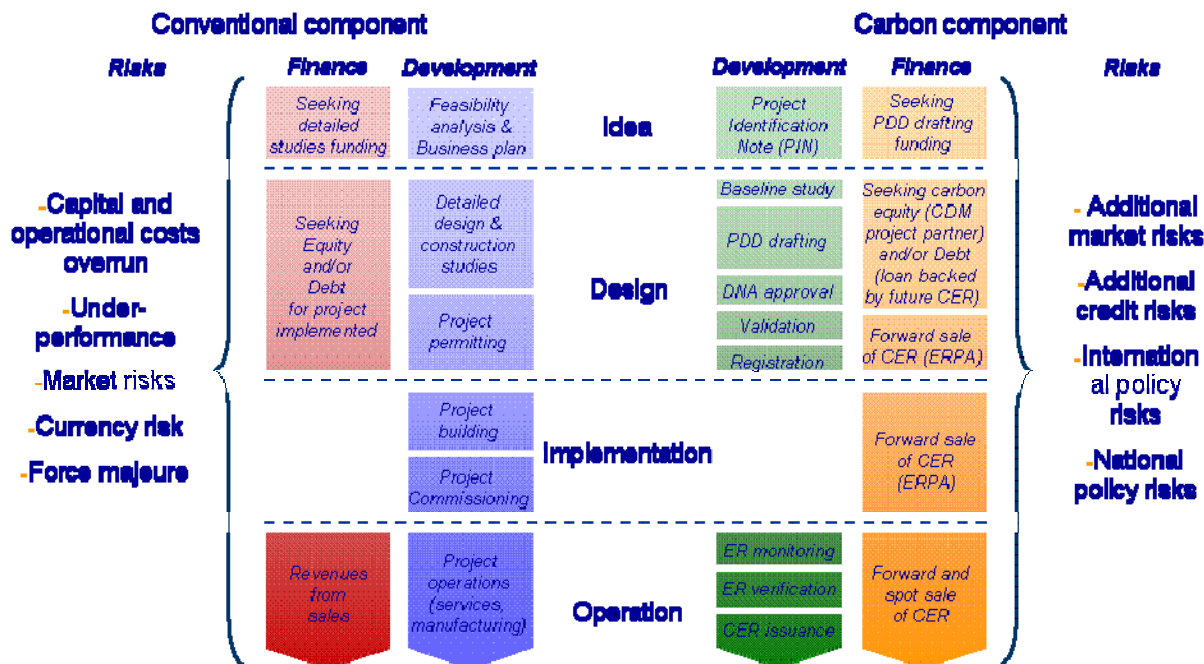 Conventional component
Carbon component
Risks
Finance
Development
Development
Finance
Risks
Seeking
detailed
studies funding
Feasibility
analysis &
Business plan
Idea
Project
Identification
Note (PIN)
Seeking
PDD drafting
funding
-Capital and
operational costs
overrun
-Under-
performance
-Market risks
-Currency risk
-Force majeure
Seeking
Equity
and/or
Debt
for project
implemented
Detailed
design &
construction
studies
Project
permitting
Design
Baseline study
PDD drafting
DNA approval
Validation
Registration
Seeking carbon
equity (CDM
project partner)
and/or Debt
(loan backed
by future CER)
Forward sale
of CER (ERPA)
- Additional
market risks
-Additional
credit risks
-Internation
al policy
risks
-National
policy risks
Project
building
Project
Commissioning
Implementation
Forward sale
of CER
(ERPA)
Revenues
from
sales
Project
operations
(services,
manufacturing)
Operation
ER monitoring
ER verification
CER issuance
Forward and
spot sale
of CER